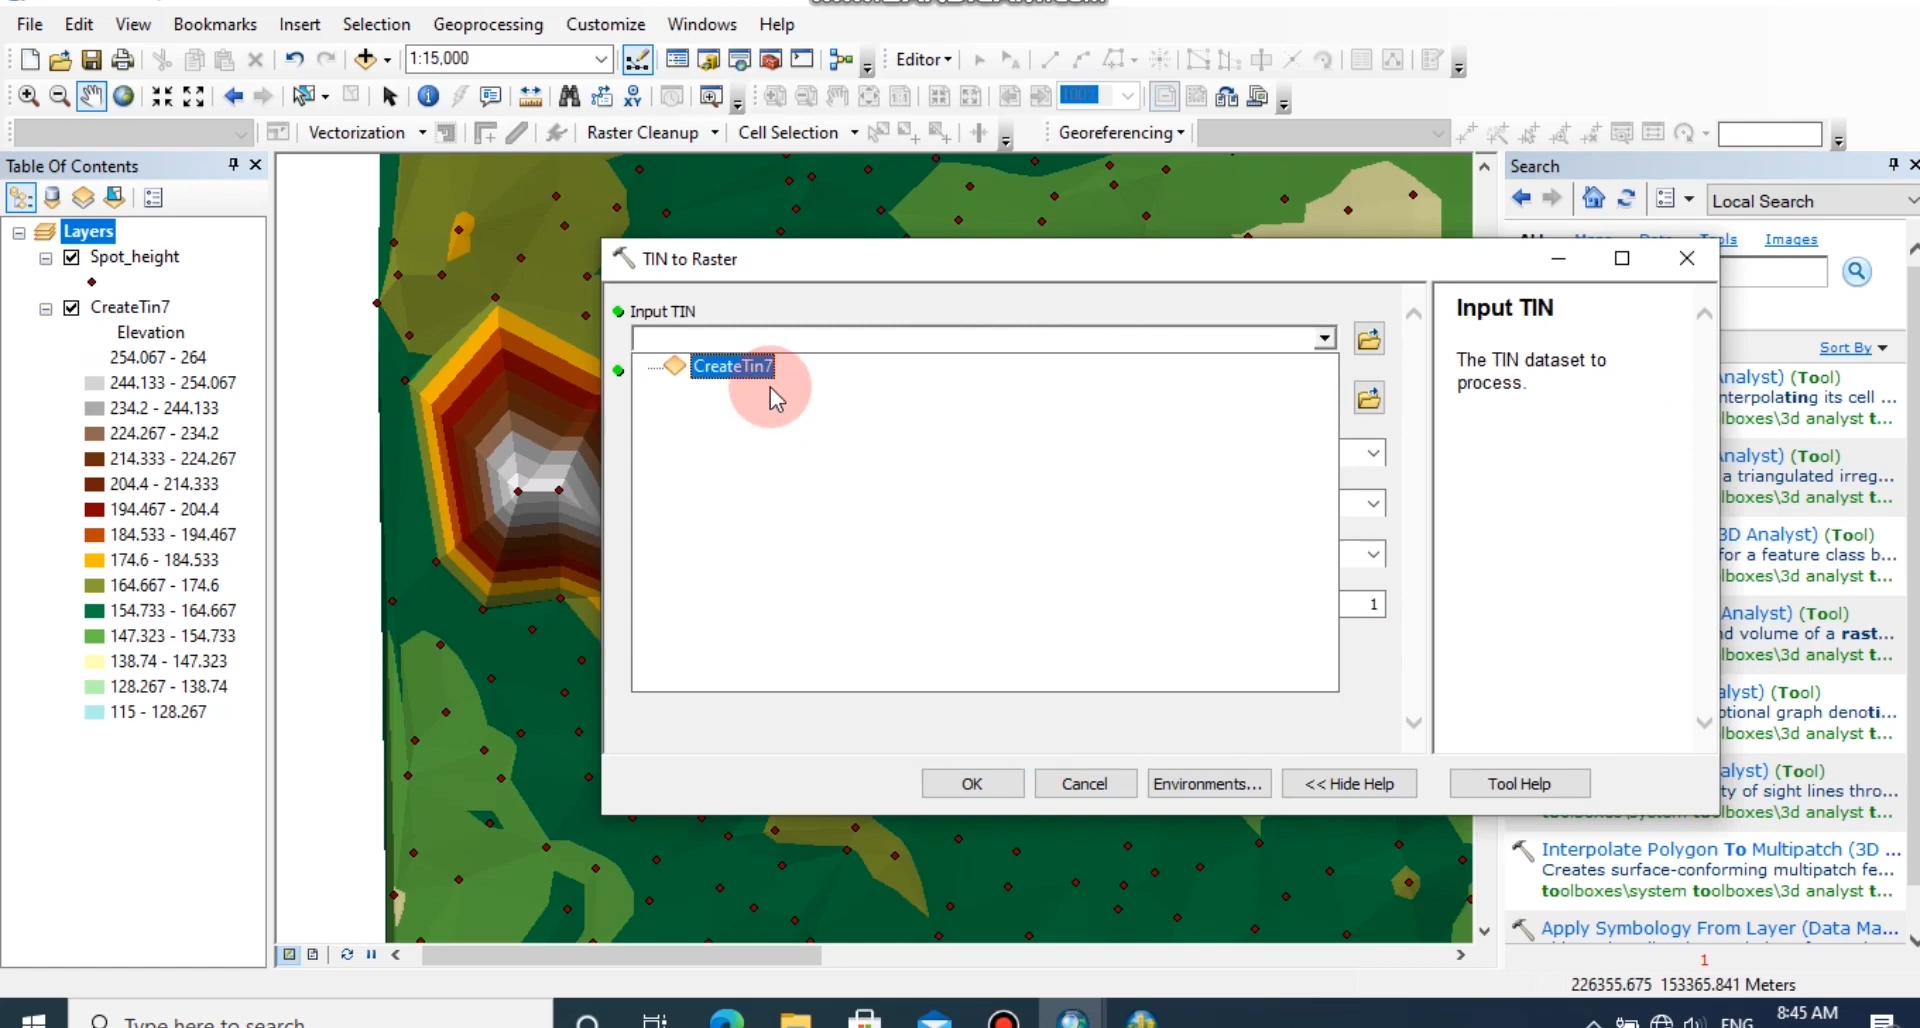 File Edit View Bookmarks Insert Selection Geoprocessing Customize Windows Help
1:15,000
Editor
100%
Vectorization Raster Cleanup Cell Selection Georeferencing
Table Of Contents
Layers
Spot_height
CreateTin7
Elevation
254.067 - 264
244.133 - 254.067
234.2 - 244.133
224.267 - 234.2
214.333 - 224.267
204.4 - 214.333
194.467 - 204.4
184.533 - 194.467
174.6 - 184.533
164.667 - 174.6
154.733 - 164.667
147.323 - 154.733
138.74 - 147.323
128.267 - 138.74
115 - 128.267
TIN to Raster
Input TIN
CreateTin7
1
OK Cancel Environments... << Hide Help Tool Help
Input TIN
The TIN dataset to
process.
Search
Local Search
Images
Sort By
nalyst) (Tool)
nterpolating its cell ...
lboxes\3d analyst t...
nalyst) (Tool)
a triangulated irreg...
lboxes\3d analyst t...
3D Analyst) (Tool)
for a feature class b...
lboxes\3d analyst t...
Analyst) (Tool)
nd volume of a rast...
lboxes\3d analyst t...
alyst) (Tool)
ptional graph denoti...
lboxes\3d analyst t...
alyst) (Tool)
ty of sight lines thro...
lboxes\3d analyst t...
Interpolate Polygon To Multipatch (3D ...
Creates surface-conforming multipatch fe...
toolboxes\system toolboxes\3d analyst t...
Apply Symbology From Layer (Data Ma...
1
226355.675 153365.841 Meters
Type here to search
ENG
8:45 AM